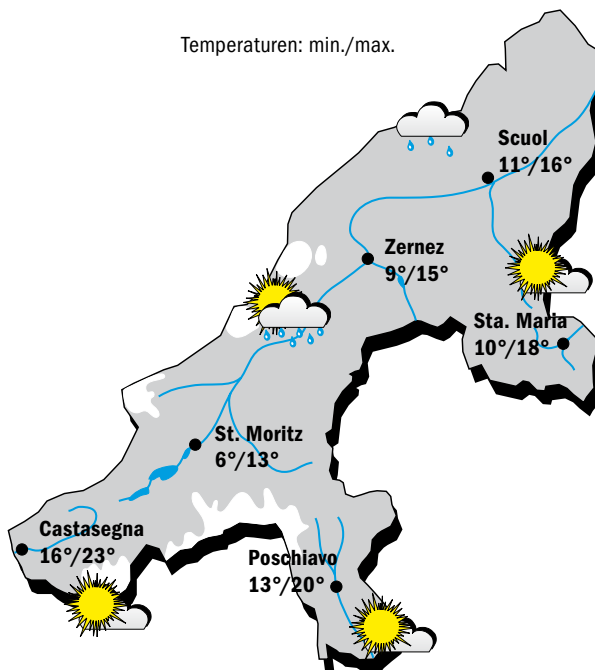 Temperaturen: min./max.
Scuol
11°/16°
Zernez
9°/15°
Sta. Maria
10°/18°
St. Moritz
6°/13°
Castasegna
16°/23°
Poschiavo
13°/20°